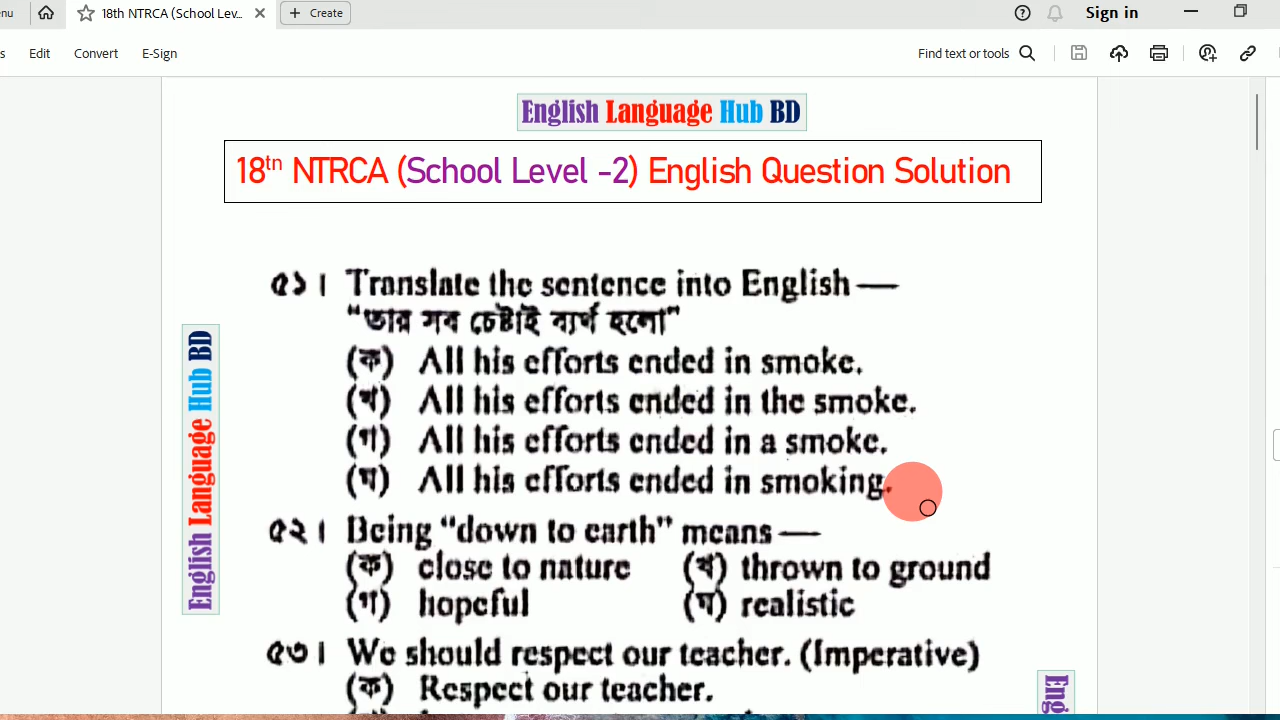 nu
18th NTRCA (School Lev...
Create
Sign in
s Edit Convert E-Sign
Find text or tools
English Language Hub BD
18tn NTRCA (School Level -2) English Question Solution
৫১। Translate the sentence into English —
“তার সব চেষ্টাই ব্যর্থ হলো”
(ক) All his efforts ended in smoke.
(খ) All his efforts ended in the smoke.
(গ) All his efforts ended in a smoke.
(ঘ) All his efforts ended in smoking.
৫২। Being “down to earth” means —
(ক) close to nature (খ) thrown to ground
(গ) hopeful (ঘ) realistic
৫৩। We should respect our teacher. (Imperative)
(ক) Respect our teacher.
English Language Hub BD
Eng